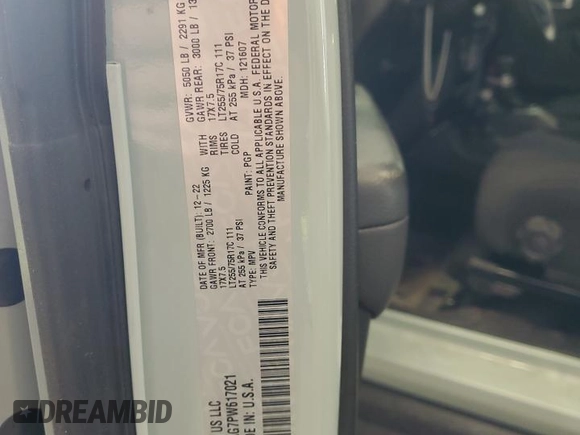 US LLC
G7PW617021
DE IN: U.S.A.
DATE OF MFR (BUILT): 12-22
GVWR: 5050 LB / 2291 KG
GAWR FRONT: 2700 LB / 1225 KG WITH GAWR REAR: 3000 LB / 13
17X7.5 RIMS 17X7.5
LT255/75R17C 111 TIRES LT255/75R17C 111
AT 255 kPa / 37 PSI COLD AT 255 kPa / 37 PSI
TYPE: MPV PAINT: PGP MDH: 121607
THIS VEHICLE CONFORMS TO ALL APPLICABLE U.S.A. FEDERAL MOTOR
SAFETY AND THEFT PREVENTION STANDARDS IN EFFECT ON THE D
MANUFACTURE SHOWN ABOVE.
DREAMBID